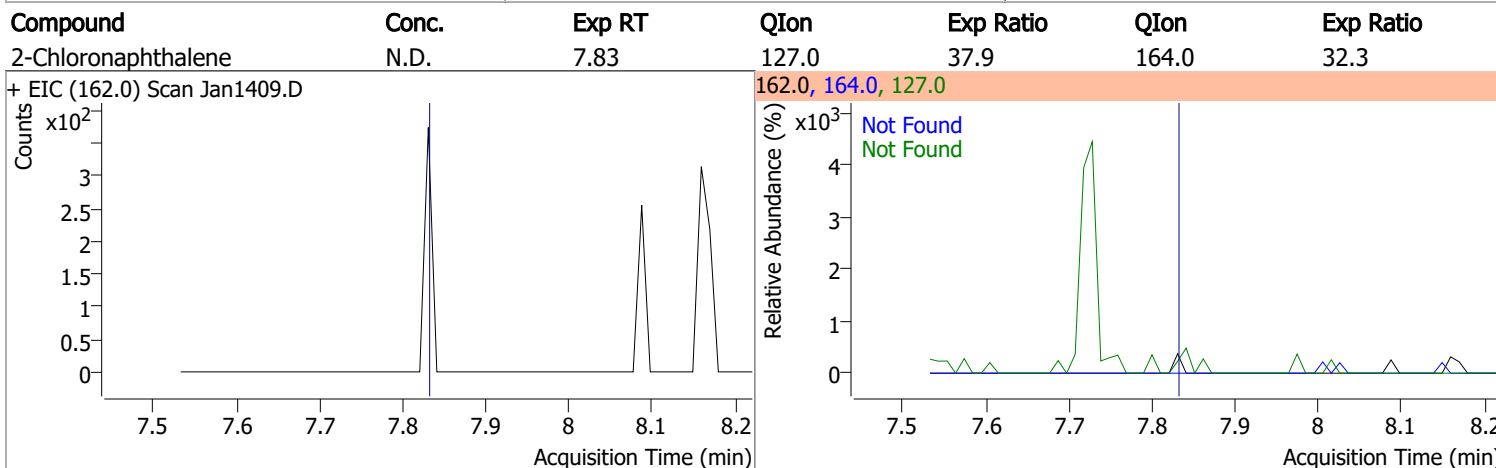 Compound Conc. Exp RT QIon Exp Ratio QIon Exp Ratio
2-Chloronaphthalene N.D. 7.83 127.0 37.9 164.0 32.3
+ EIC (162.0) Scan Jan1409.D
Counts
x10²
3
2.5
2
1.5
1
0.5
0
7.5 7.6 7.7 7.8 7.9 8 8.1 8.2
Acquisition Time (min)
162.0, 164.0, 127.0
Relative Abundance (%)
x10³
Not Found
Not Found
4
3
2
1
0
7.5 7.6 7.7 7.8 7.9 8 8.1 8.2
Acquisition Time (min)